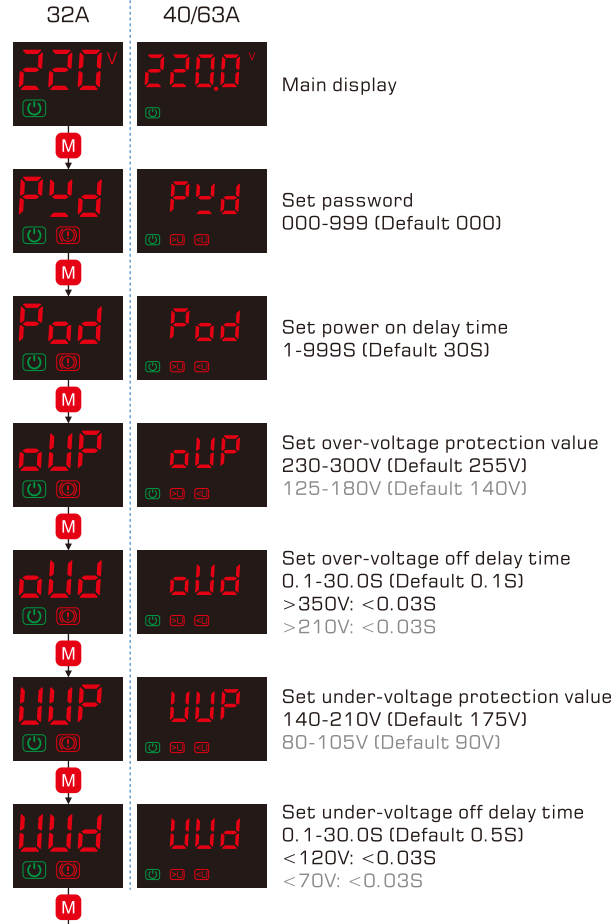 32A 40/63A
220 V 220.0 V Main display
M
PYd PYd Set password
000-999 (Default 000)
>U <U
M
Pod Pod Set power on delay time
1-999S (Default 30S)
>U <U
M
oUP oUP Set over-voltage protection value
230-300V (Default 255V)
>U <U 125-180V (Default 140V)
M
oUd oUd Set over-voltage off delay time
0.1-30.0S (Default 0.1S)
>350V: <0.03S
>U <U >210V: <0.03S
M
UUP UUP Set under-voltage protection value
140-210V (Default 175V)
>U <U 80-105V (Default 90V)
M
UUd UUd Set under-voltage off delay time
0.1-30.0S (Default 0.5S)
<120V: <0.03S
>U <U <70V: <0.03S
M